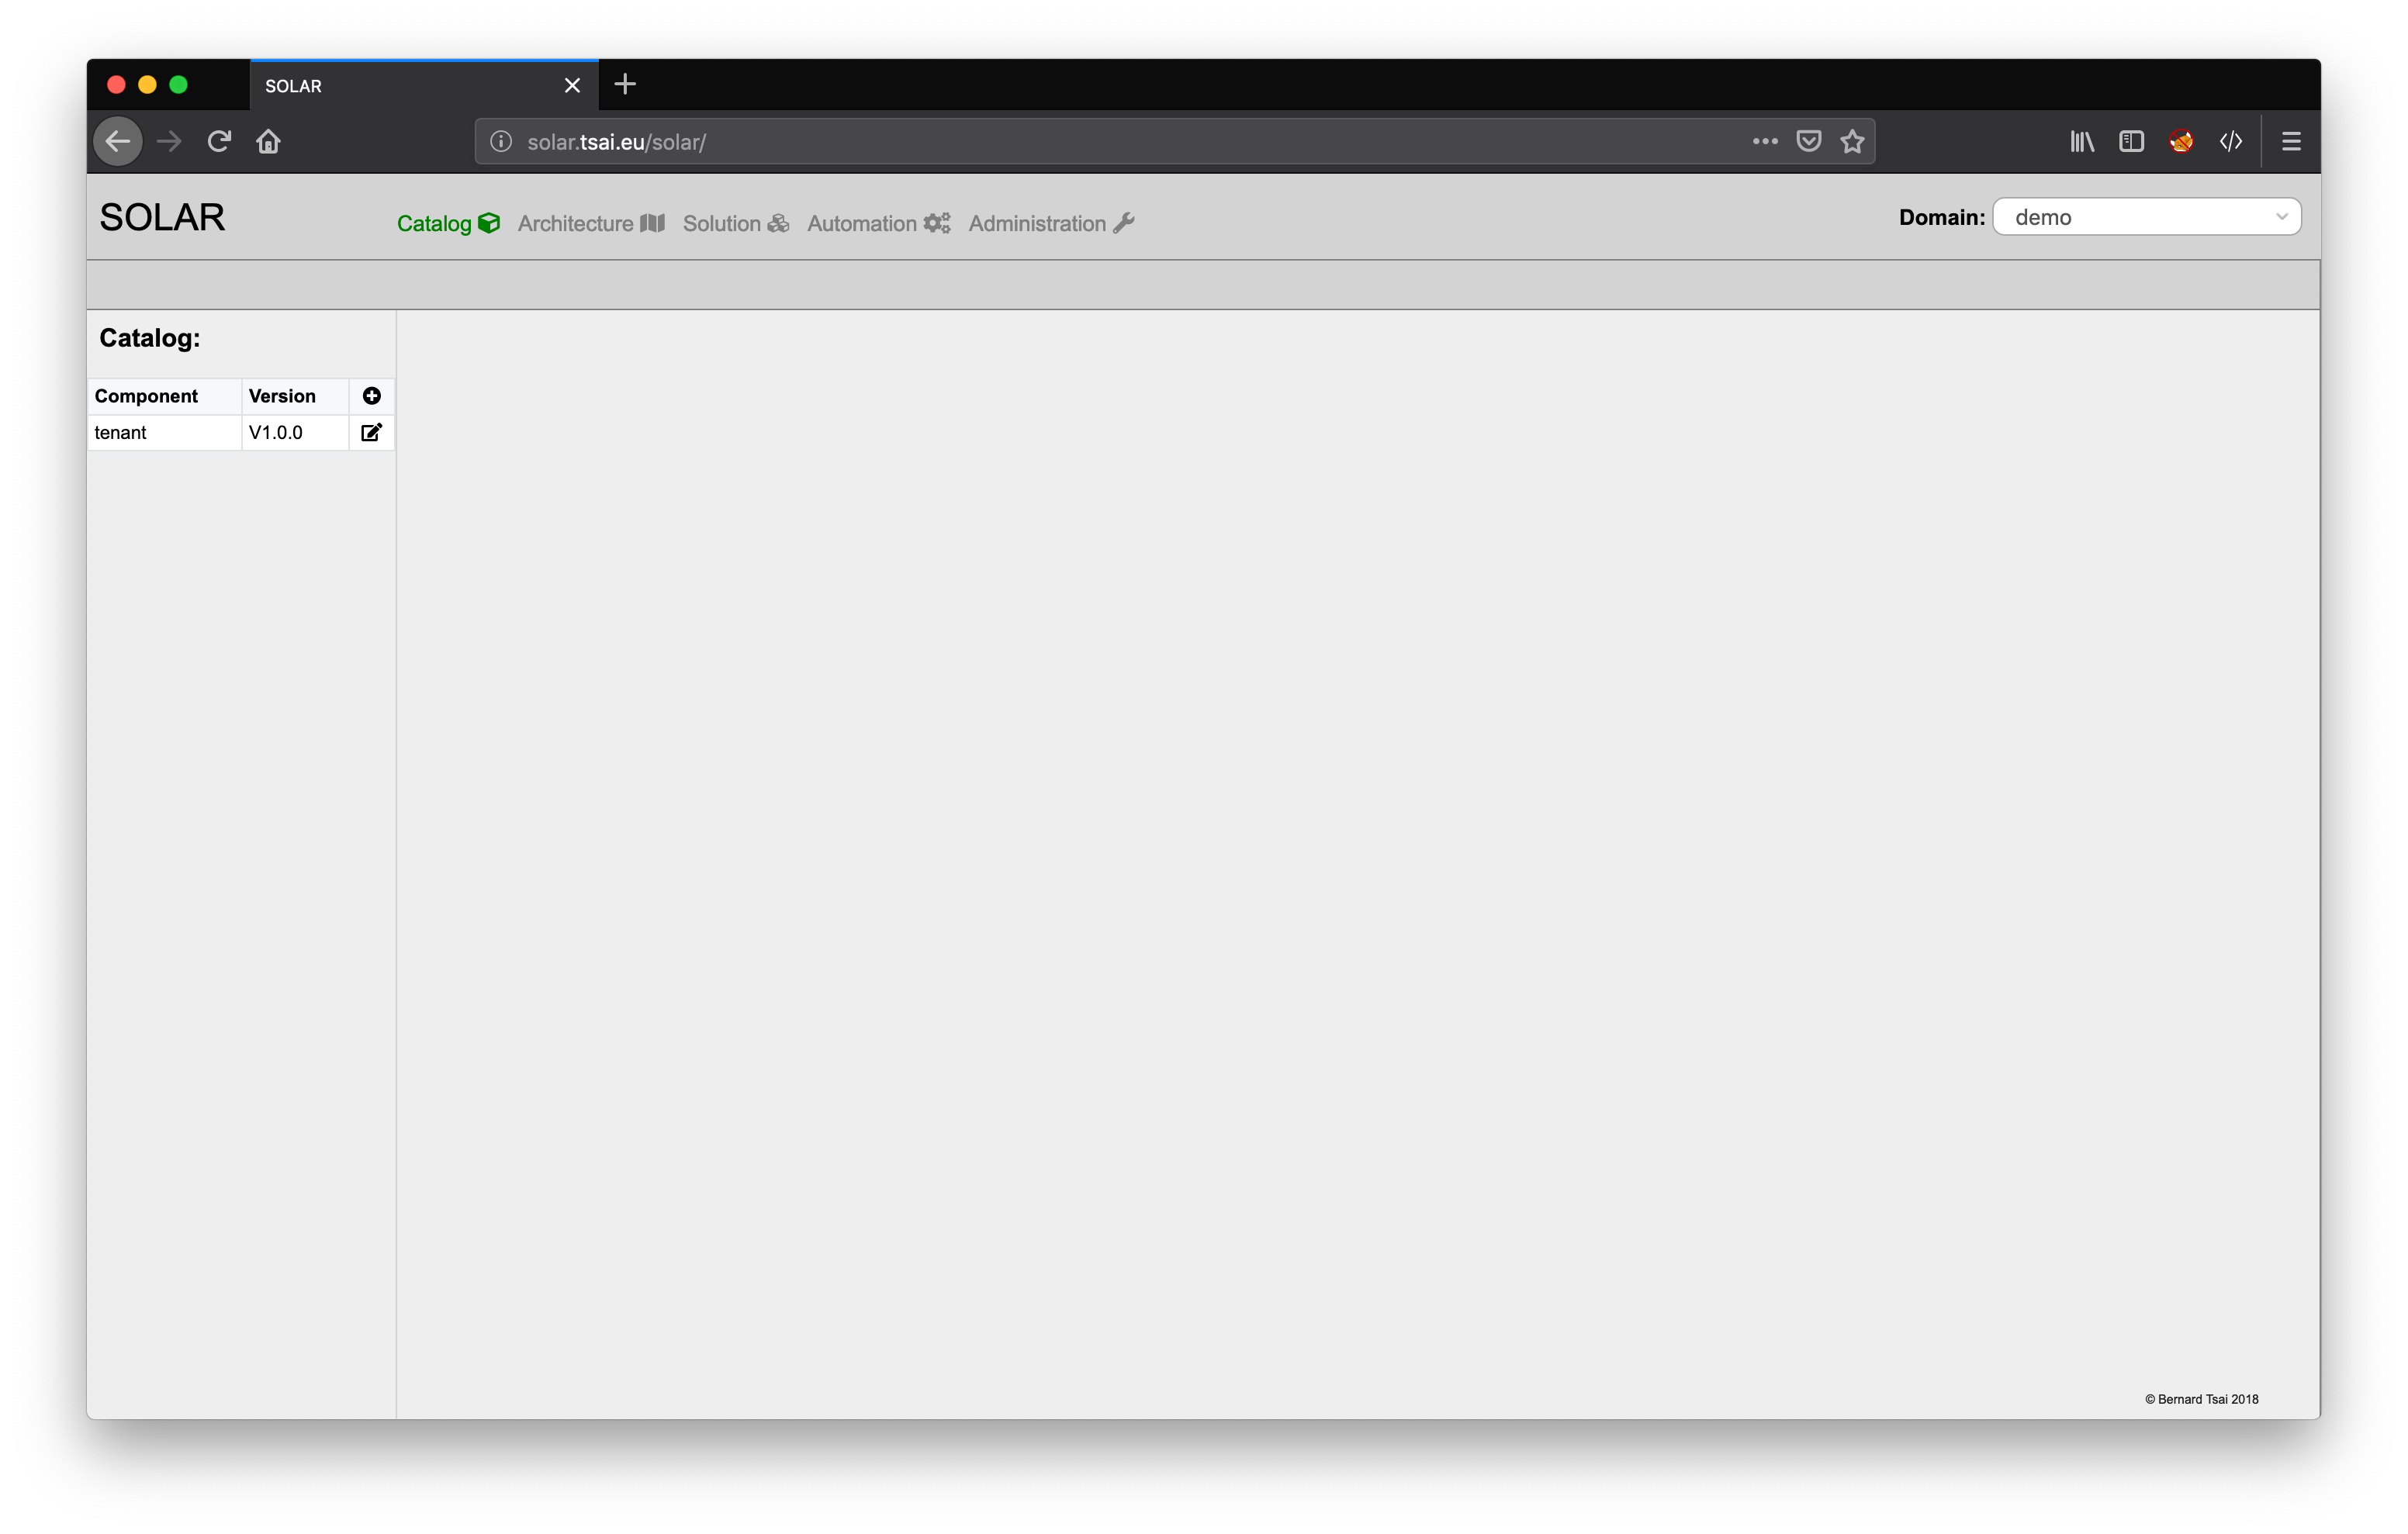 SOLAR
solar.tsai.eu/solar/
SOLAR
Catalog Architecture Solution Automation Administration
Domain: demo
Catalog:
Component Version
tenant V1.0.0
© Bernard Tsai 2018